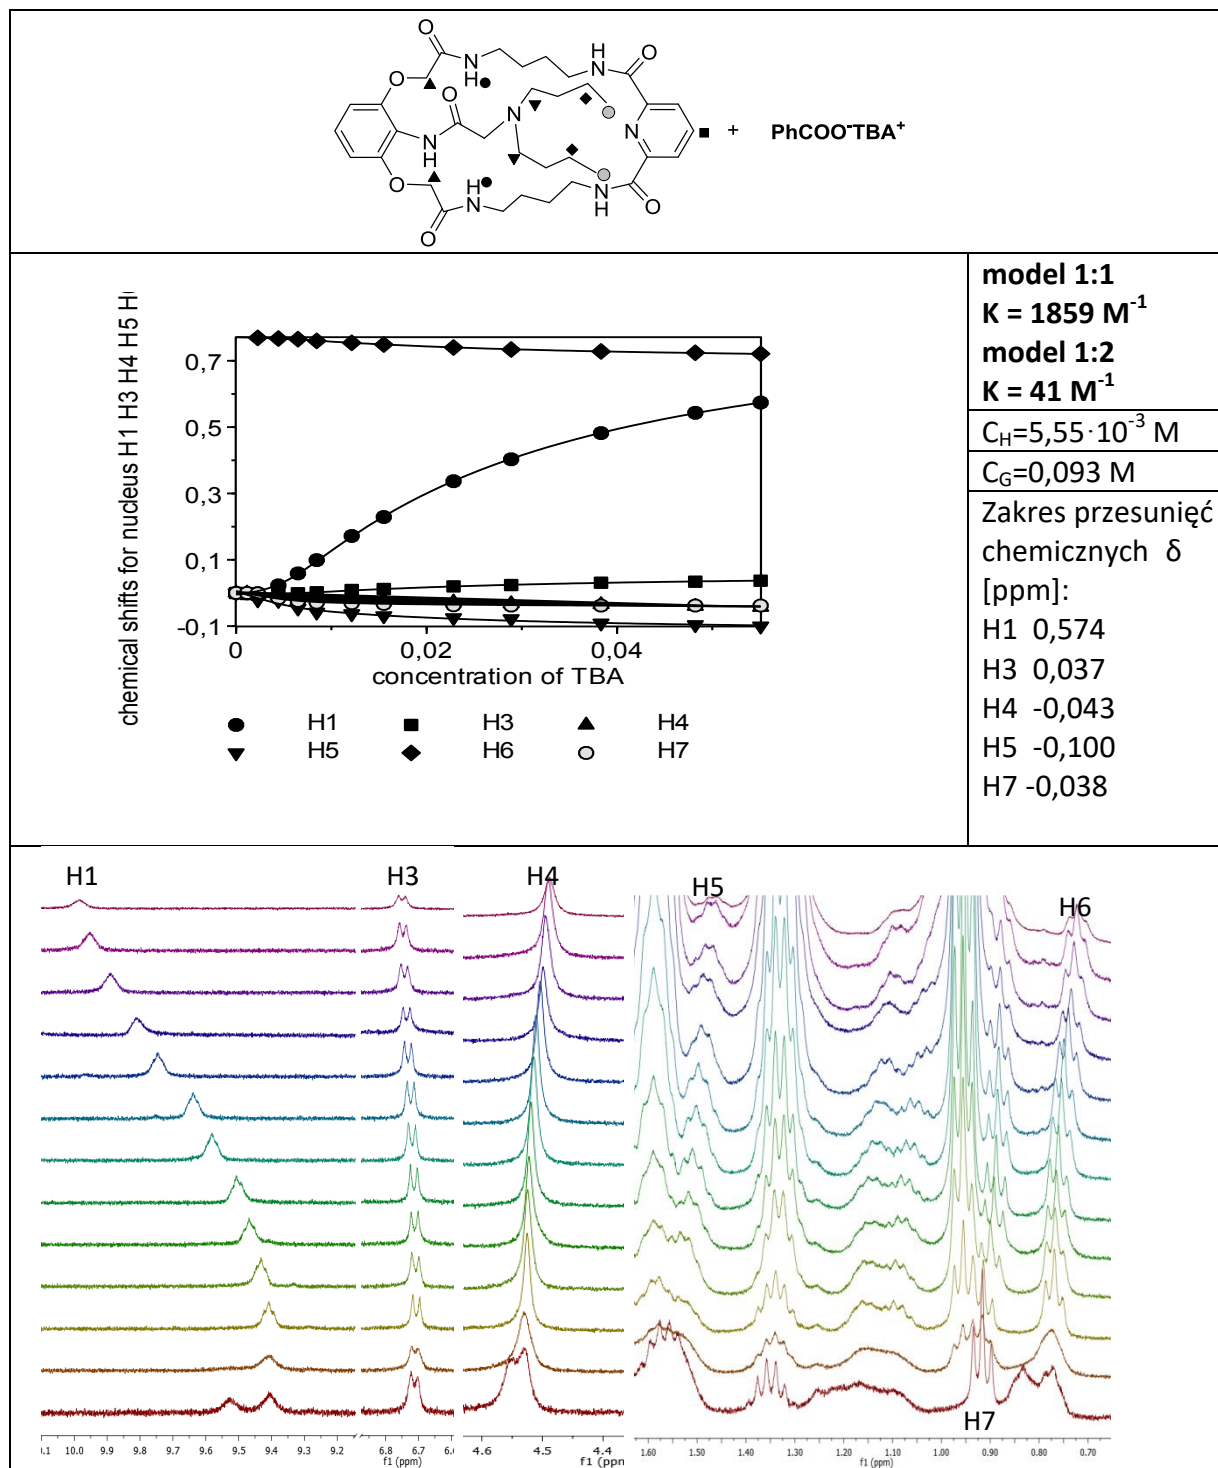 O
O
H
N
H
N
O
O
H
N
N
O
N
H
+ PhCOO⁻TBA⁺
O
H
N
N
H
O
O
model 1:1
K = 1859 M⁻¹
model 1:2
K = 41 M⁻¹
C_H=5,55·10⁻³ M
C_G=0,093 M
Zakres przesunięć
chemicznych δ
[ppm]:
H1 0,574
H3 0,037
H4 -0,043
H5 -0,100
H7 -0,038
chemical shifts for nucleus H1 H3 H4 H5 H
0,7
0,5
0,3
0,1
-0,1
0 0,02 0,04
concentration of TBA
H1 H3 H4
H5 H6 H7
H1 H3 H4 H5 H6
H7
).1 10.0 9.9 9.8 9.7 9.6 9.5 9.4 9.3 9.2
f1 (ppm)
6.8 6.7 6.(
f1 (ppm)
4.6 4.5 4.4
f1 (ppn
1.60 1.50 1.40 1.30 1.20 1.10 1.00 0.90 0.80 0.70
f1 (ppm)